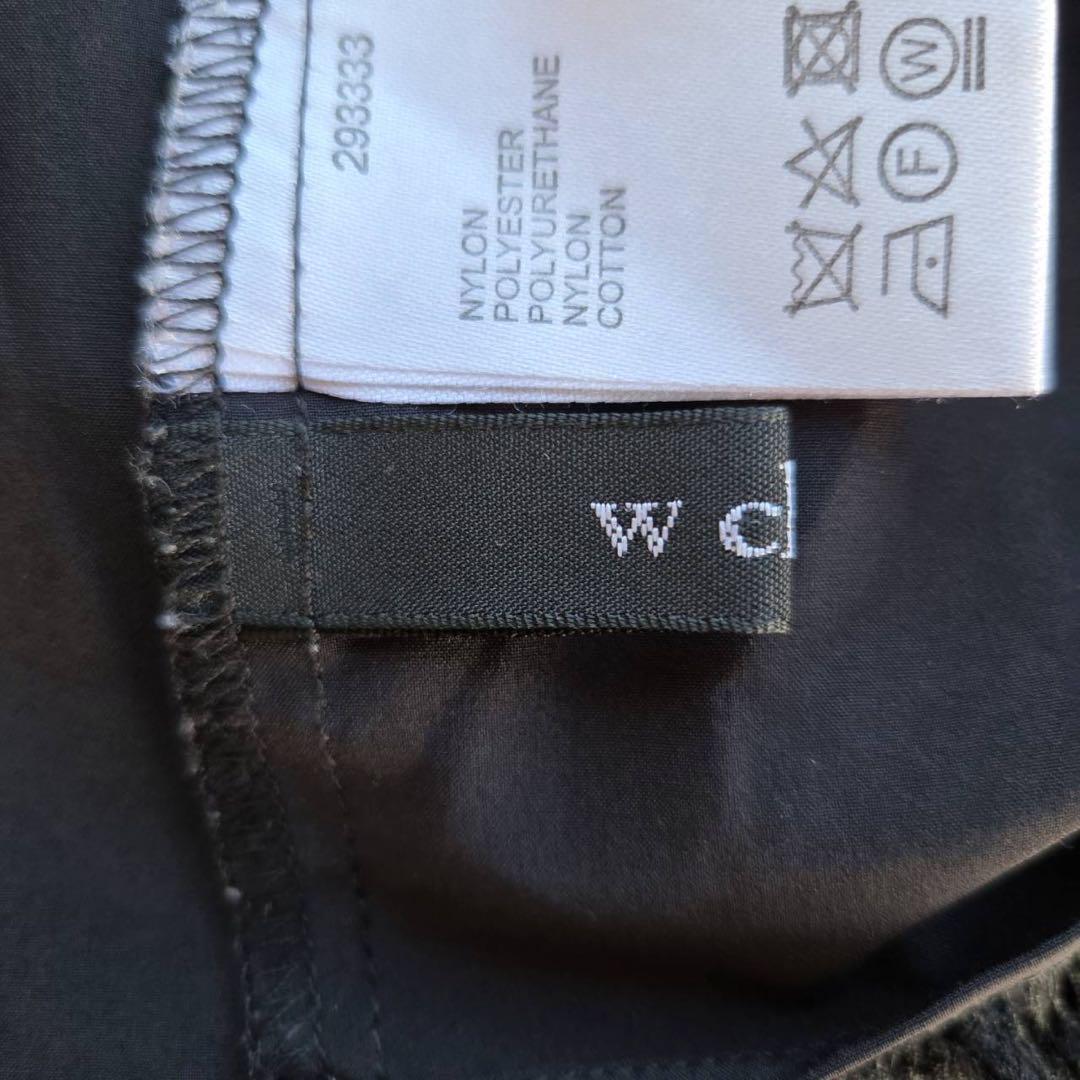 293333
NYLON
POLYESTER
POLYURETHANE
NYLON
COTTON
W
F
W